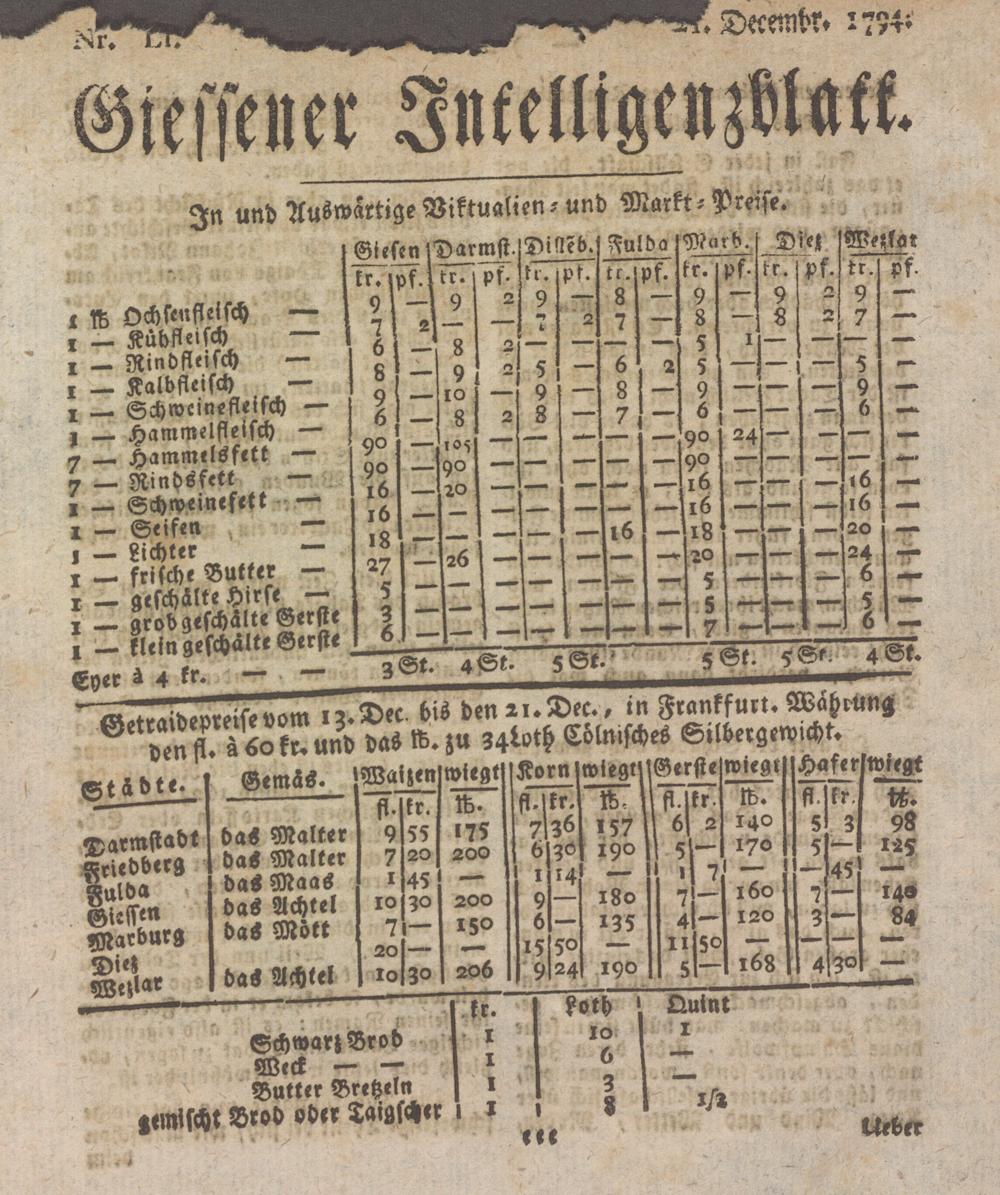 Decembr. 1794.
Nr. LI.
Giessener Intelligenzblatt.
In und Auswärtige Viktualien- und Markt-Preise.
Giesen Darmst. Dilleb. Fulda Marb. Diez Wezlar
kr. pf. kr. pf. kr. pf. kr. pf. kr. pf. kr. pf. kr. pf.
1 ℔ Ochsenfleisch — 9 — 9 2 9 — 8 — 9 — 9 2 9 —
1 — Kühfleisch — 7 2 — — 7 2 7 — 8 — 8 2 7 —
1 — Rindfleisch — 6 — 8 2 — — — — 5 1 — — — —
1 — Kalbfleisch — 8 — 9 2 5 — 6 2 5 — — — 5 —
1 — Schweinefleisch — 9 — 10 — 9 — 8 — 9 — — — 9 —
1 — Hammelfleisch — 6 — 8 2 8 — 7 — 6 — — — 6 —
7 — Hammelsfett — 90 — 105 — — — — — 90 24 — — — —
7 — Rindsfett — 90 — 90 — — — — — 90 — — — — —
1 — Schweinefett — 16 — 20 — — — — — 16 — — — 16 —
1 — Seifen — 16 — — — — — — — 16 — — — 16 —
1 — Lichter — 18 — — — — — 16 — 18 — — — 20 —
1 — frische Butter — 27 — 26 — — — — — 20 — — — 24 —
1 — geschälte Hirse — 5 — — — — — — — 5 — — — 6 —
1 — grob geschälte Gerste 3 — — — — — — — 5 — — — 5 —
1 — klein geschälte Gerste 6 — — — — — — — 7 — — — 6 —
Eyer à 4 kr. — — 3 St. 4 St. 5 St. 5 St. 5 St. 4 St.
Getraidepreise vom 13. Dec. bis den 21. Dec., in Frankfurt. Währung
den fl. à 60 kr. und das ℔. zu 34 Loth Cölnisches Silbergewicht.
Städte. Gemäs. Waizen wiegt Korn wiegt Gerste wiegt Hafer wiegt
fl. kr. ℔. fl. kr. ℔. fl. kr. ℔. fl. kr. ℔.
Darmstadt das Malter 9 55 175 7 36 157 6 2 140 5 3 98
Friedberg das Malter 7 20 200 6 30 190 5 — 170 5 — 125
Fulda das Maas 1 45 — 1 14 — 1 7 — — 45 —
Giessen das Achtel 10 30 200 9 — 180 7 — 160 7 — 140
Marburg das Mött 7 — 150 6 — 135 4 — 120 3 — 84
Diez 20 — — 15 50 — 11 50 — — — —
Wezlar das Achtel 10 30 206 9 24 190 5 — 168 4 30 —
kr. Loth Quint
Schwarz Brod 1 10 1
Weck — — 1 6 —
Butter Bretzeln 1 3 —
gemischt Brod oder Taigscher 1 8 1/2
eee Ueber